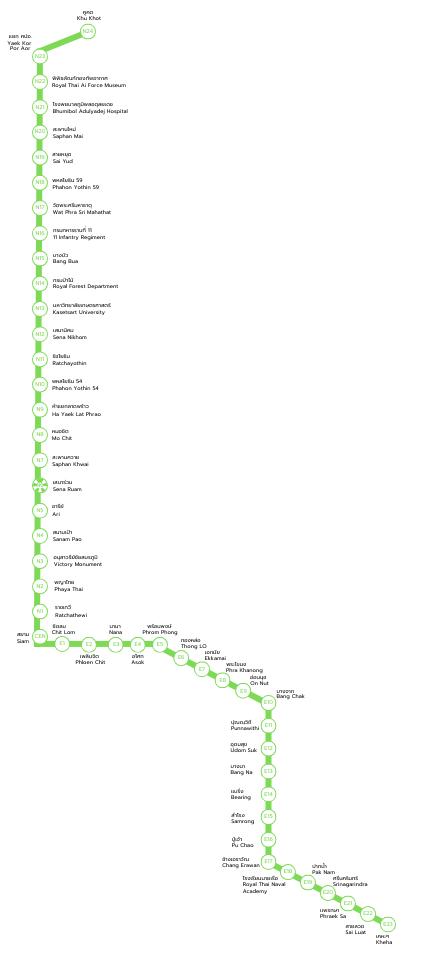 คูคต
Khu Khot
N24
แยก คปอ.
Yaek Kor
Por Aor
N23
พิพิธภัณฑ์กองทัพอากาศ
Royal Thai Ai Force Museum
N22
โรงพยาบาลภูมิพลอดุลยเดช
Bhumibol Adulyadej Hospital
N21
สะพานใหม่
Saphan Mai
N20
สายหยุด
Sai Yud
N19
พหลโยธิน 59
Phahon Yothin 59
N18
วัดพระศรีมหาธาตุ
Wat Phra Sri Mahathat
N17
กรมทหารราบที่ 11
11 Infantry Regiment
N16
บางบัว
Bang Bua
N15
กรมป่าไม้
Royal Forest Department
N14
มหาวิทยาลัยเกษตรศาสตร์
Kasetsart University
N13
เสนานิคม
Sena Nikhom
N12
รัชโยธิน
Ratchayothin
N11
พหลโยธิน 54
Phahon Yothin 54
N10
ห้าแยกลาดพร้าว
Ha Yaek Lat Phrao
N9
หมอชิต
Mo Chit
N8
สะพานควาย
Saphan Khwai
N7
เสนาร่วม
Sena Ruam
อารีย์
Ari
N5
สนามเป้า
Sanam Pao
N4
อนุสาวรีย์ชัยสมรภูมิ
Victory Monument
N3
พญาไท
Phaya Thai
N2
ราชเทวี
Ratchathewi
N1
สยาม
Siam
CEN
ชิดลม
Chit Lom
E1
เพลินจิต
Phloen Chit
E2
นานา
Nana
E3
อโศก
Asok
E4
พร้อมพงษ์
Phrom Phong
E5
ทองหล่อ
Thong LO
E6
เอกมัย
Ekkamai
E7
พระโขนง
Phra Khanong
E8
อ่อนนุช
On Nut
E9
บางจาก
Bang Chak
E10
ปุณณวิถี
Punnawithi
E11
อุดมสุข
Udom Suk
E12
บางนา
Bang Na
E13
แบริ่ง
Bearing
E14
สำโรง
Samrong
E15
ปู่เจ้า
Pu Chao
E16
ช้างเอราวัณ
Chang Erawan
E17
โรงเรียนนายเรือ
Royal Thai Naval
Academy
E18
ปากน้ำ
Pak Nam
E19
ศรีนครินทร์
Srinagarindra
E20
แพรกษา
Phraek Sa
E21
สายลวด
Sai Luat
E22
เคหะฯ
Kheha
E23